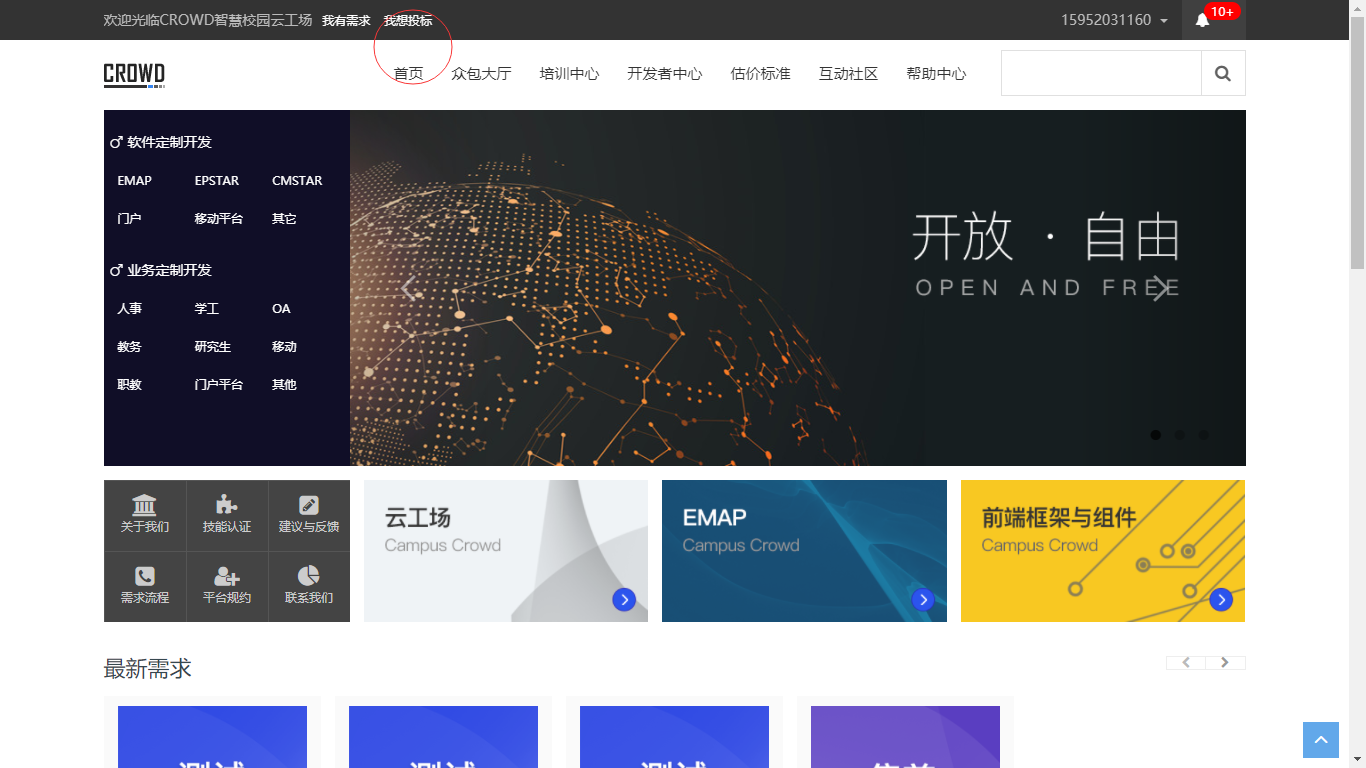 欢迎光临CROWD智慧校园云工场 我有需求 我想投标 15952031160 10+
CROWD 首页 众包大厅 培训中心 开发者中心 估价标准 互动社区 帮助中心
软件定制开发
EMAP EPSTAR CMSTAR
门户 移动平台 其它
业务定制开发
人事 学工 OA
教务 研究生 移动
职教 门户平台 其他
开放 · 自由
OPEN AND FREE
关于我们 技能认证 建议与反馈
需求流程 平台规约 联系我们
云工场
Campus Crowd
EMAP
Campus Crowd
前端框架与组件
Campus Crowd
最新需求
测试 测试 测试